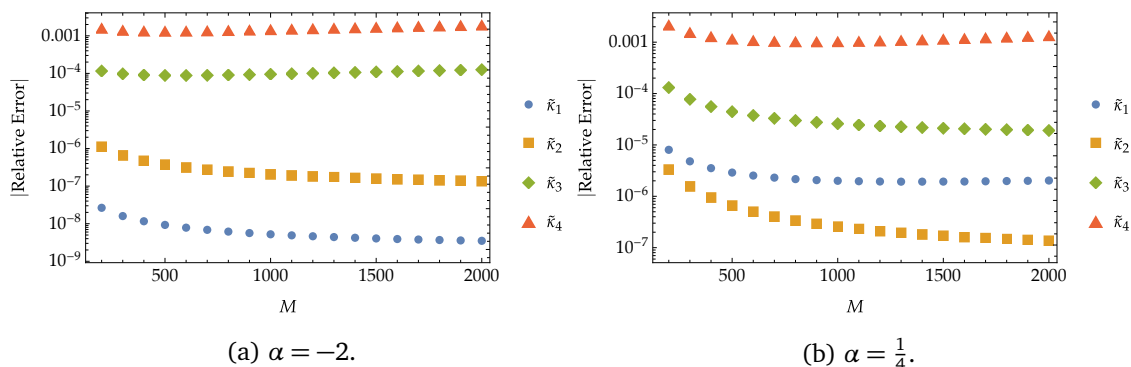 |Relative Error|
0.001
10⁻⁴
10⁻⁵
10⁻⁶
10⁻⁷
10⁻⁸
10⁻⁹
500 1000 1500 2000
M
κ̃₁
κ̃₂
κ̃₃
κ̃₄
(a) α = −2.
|Relative Error|
0.001
10⁻⁴
10⁻⁵
10⁻⁶
10⁻⁷
500 1000 1500 2000
M
κ̃₁
κ̃₂
κ̃₃
κ̃₄
(b) α = 1/4.